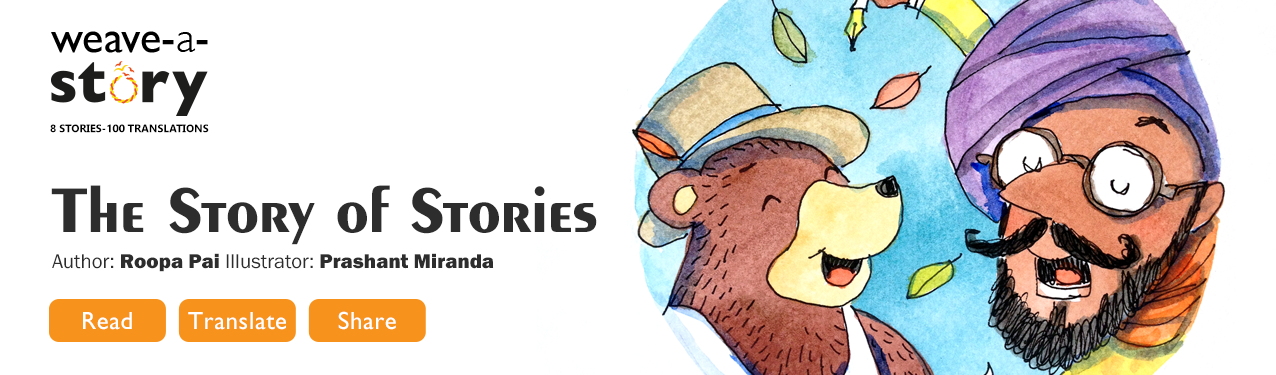 weave-a-
story
8 STORIES-100 TRANSLATIONS
The Story of Stories
Author: Roopa Pai Illustrator: Prashant Miranda
Read Translate Share